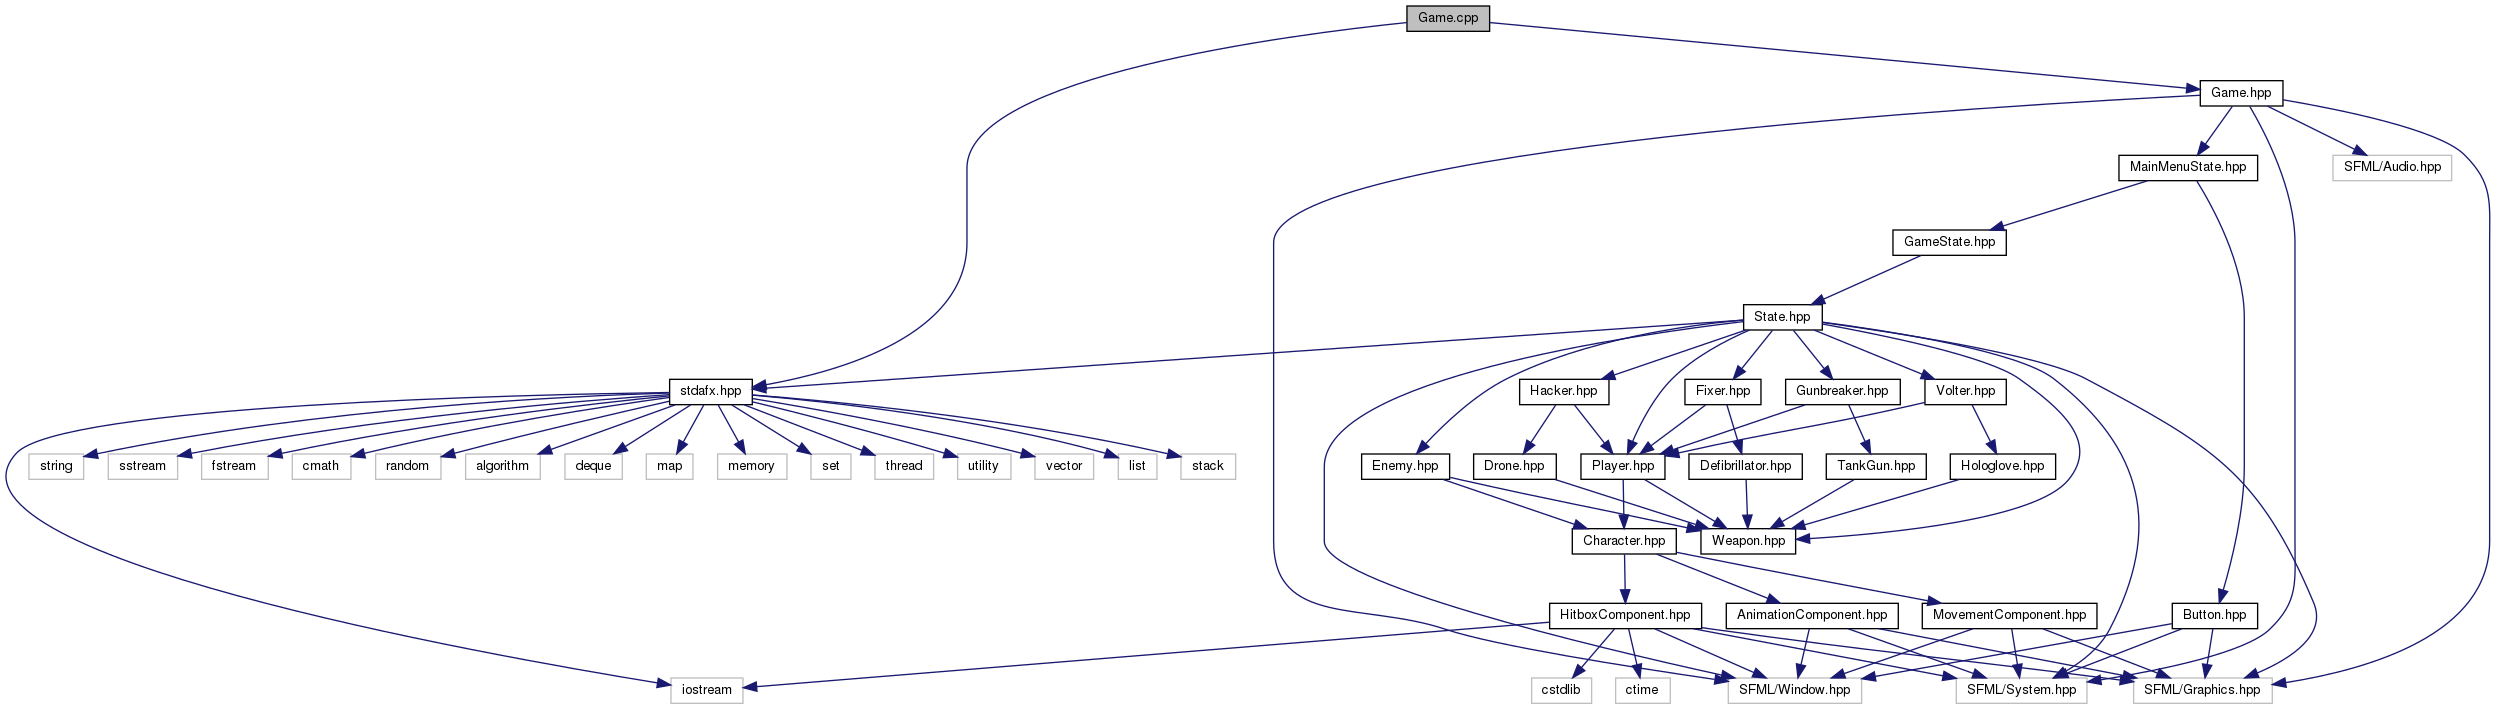 Game.cpp
Game.hpp
MainMenuState.hpp
SFML/Audio.hpp
GameState.hpp
State.hpp
stdafx.hpp
Hacker.hpp
Fixer.hpp
Gunbreaker.hpp
Volter.hpp
string
sstream
fstream
cmath
random
algorithm
deque
map
memory
set
thread
utility
vector
list
stack
Enemy.hpp
Drone.hpp
Player.hpp
Defibrillator.hpp
TankGun.hpp
Hologlove.hpp
Character.hpp
Weapon.hpp
HitboxComponent.hpp
AnimationComponent.hpp
MovementComponent.hpp
Button.hpp
iostream
cstdlib
ctime
SFML/Window.hpp
SFML/System.hpp
SFML/Graphics.hpp